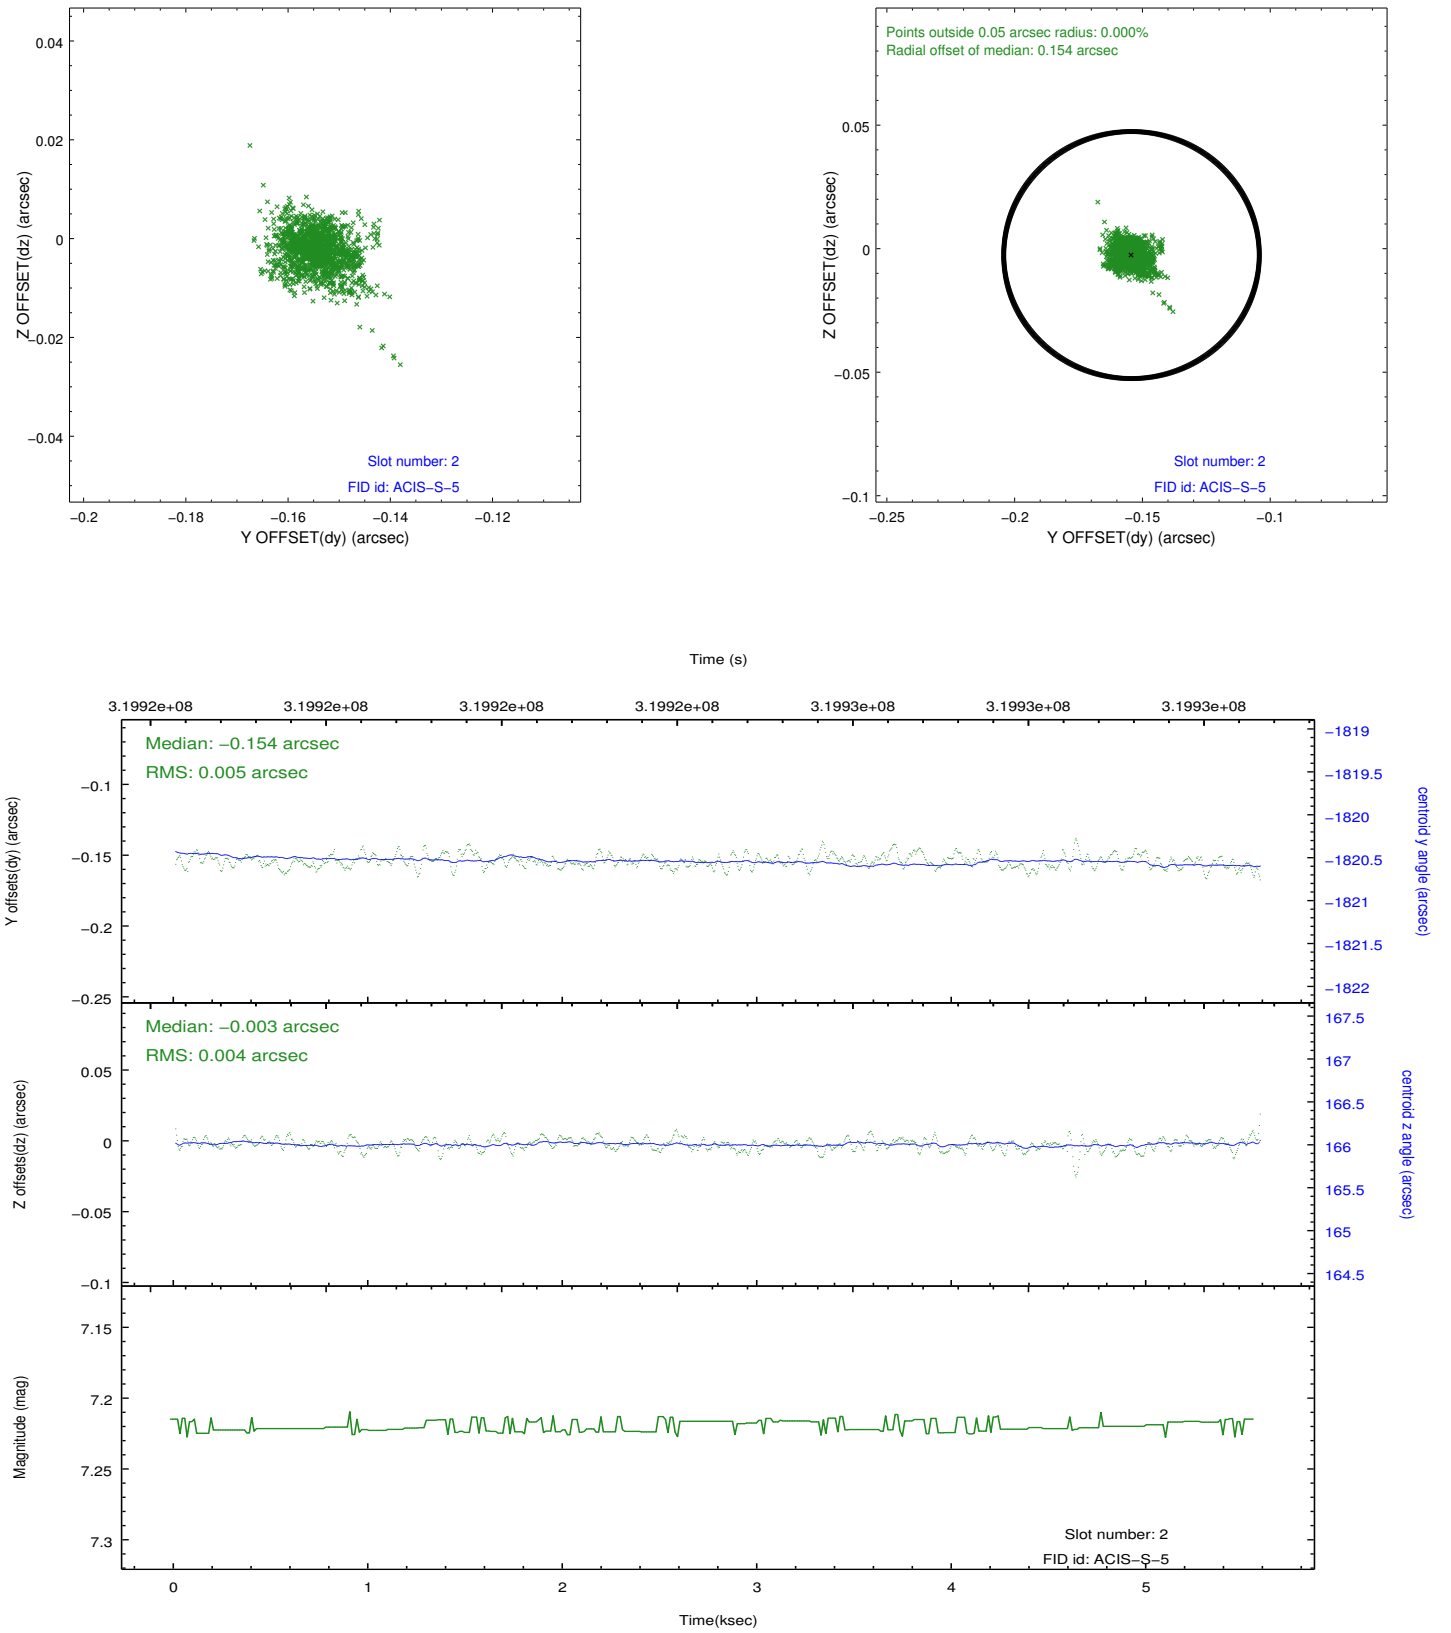 0.04
0.02
0
−0.02
−0.04
Z OFFSET(dz) (arcsec)
Slot number: 2
FID id: ACIS−S−5
−0.2
−0.18
−0.16
−0.14
−0.12
Y OFFSET(dy) (arcsec)
Points outside 0.05 arcsec radius: 0.000%
Radial offset of median: 0.154 arcsec
0.05
0
−0.05
−0.1
Z OFFSET(dz) (arcsec)
Slot number: 2
FID id: ACIS−S−5
−0.25
−0.2
−0.15
−0.1
Y OFFSET(dy) (arcsec)
Time (s)
3.1992e+08
3.1992e+08
3.1992e+08
3.1992e+08
3.1993e+08
3.1993e+08
3.1993e+08
Median: −0.154 arcsec
RMS: 0.005 arcsec
−0.1
−0.15
−0.2
−0.25
Y offsets(dy) (arcsec)
−1819
−1819.5
−1820
−1820.5
−1821
−1821.5
−1822
centroid y angle (arcsec)
Median: −0.003 arcsec
RMS: 0.004 arcsec
0.05
0
−0.05
−0.1
Z offsets(dz) (arcsec)
167.5
167
166.5
166
165.5
165
164.5
centroid z angle (arcsec)
7.15
7.2
7.25
7.3
Magnitude (mag)
Slot number: 2
FID id: ACIS−S−5
0
1
2
3
4
5
Time(ksec)